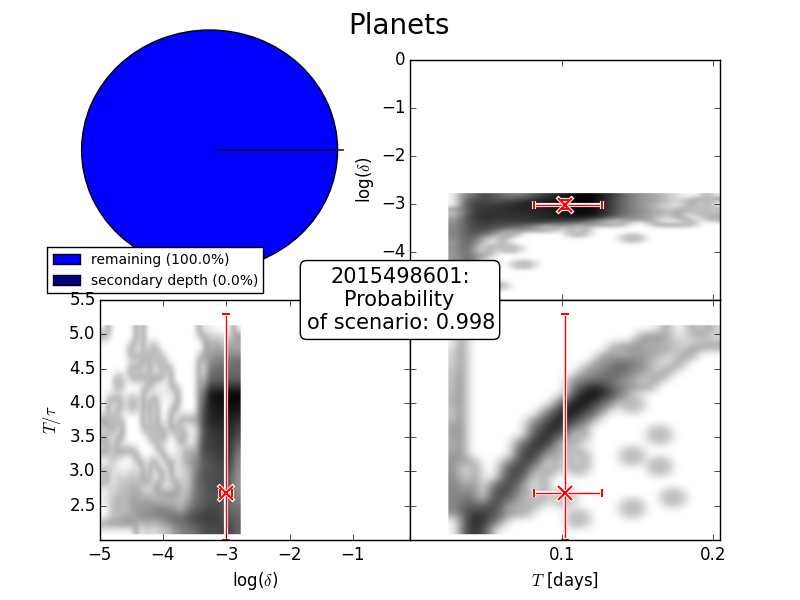 Planets
remaining (100.0%)
secondary depth (0.0%)
0
−1
−2
−3
−4
log(δ)
2015498601:
Probability
of scenario: 0.998
5.5
5.0
4.5
4.0
3.5
3.0
2.5
T/τ
−5
−4
−3
−2
−1
log(δ)
0.1
0.2
T [days]